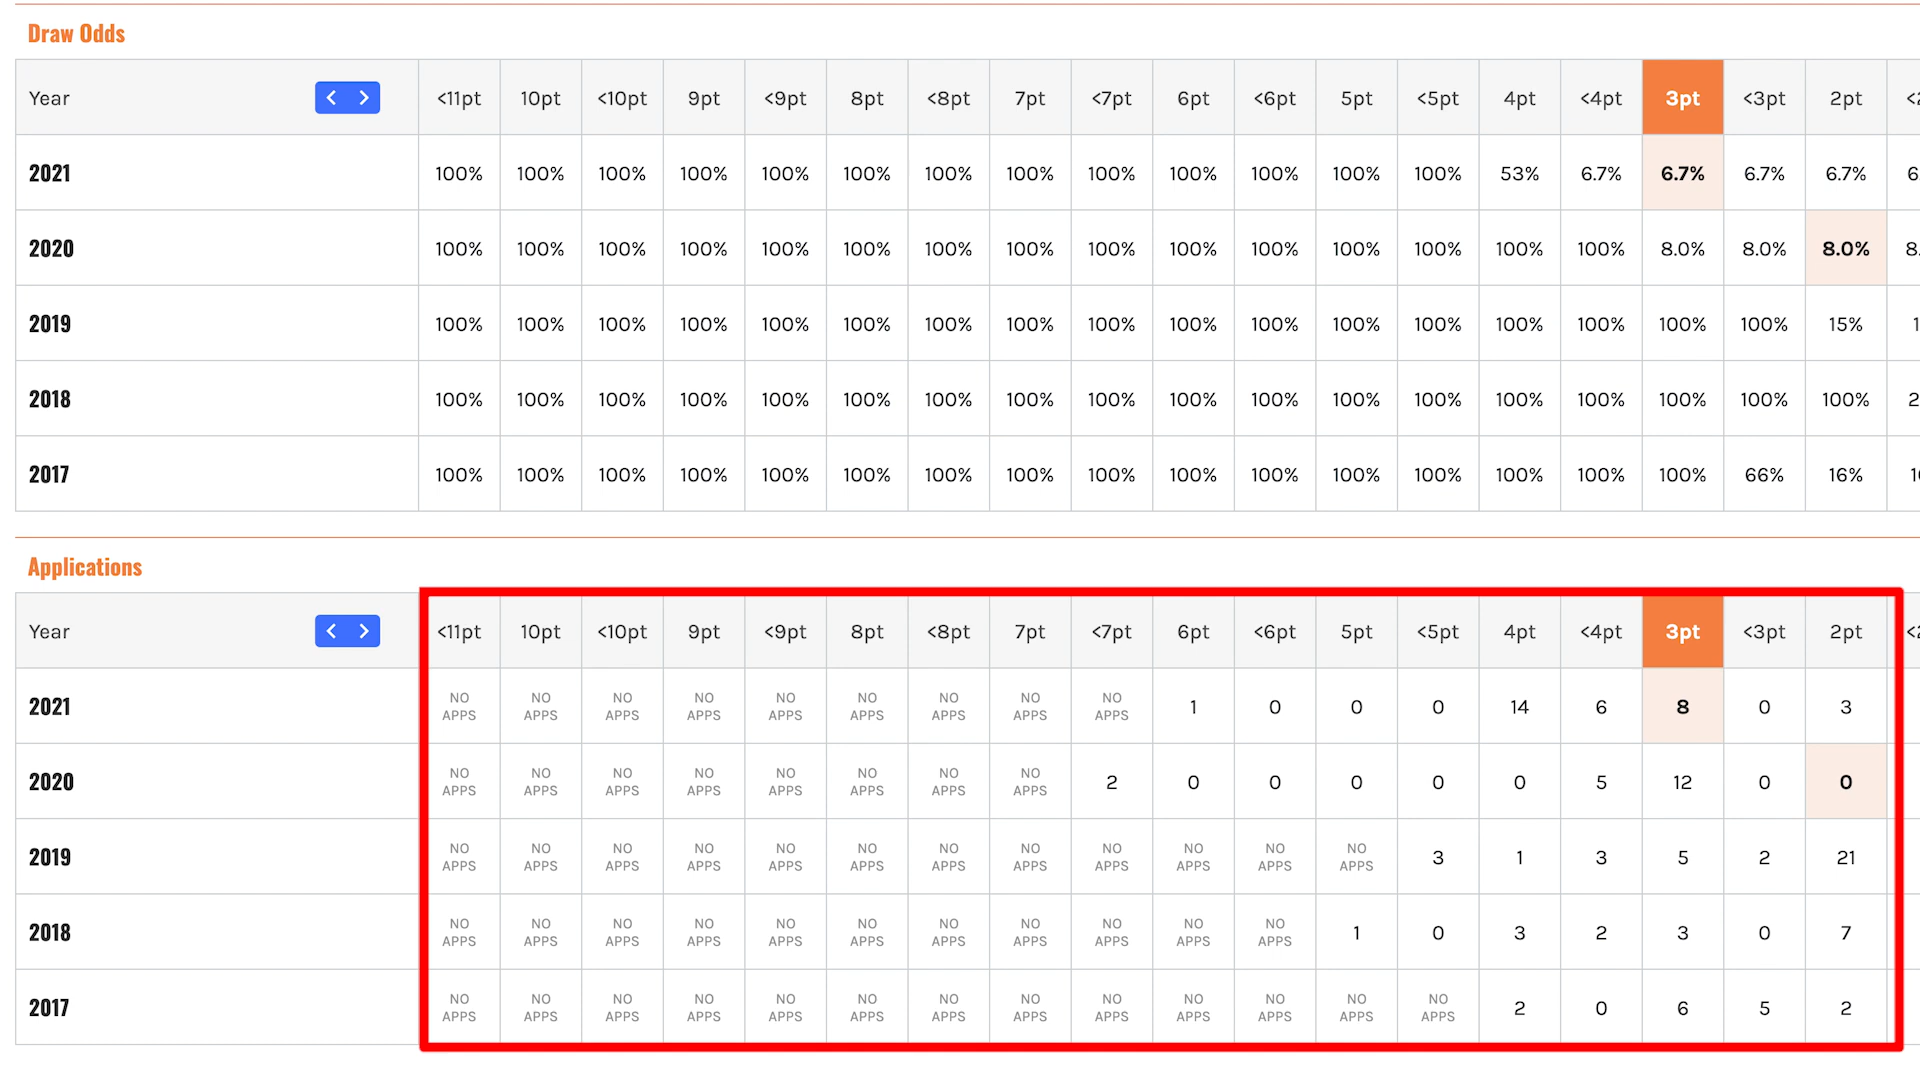 Draw Odds
Year <11pt 10pt <10pt 9pt <9pt 8pt <8pt 7pt <7pt 6pt <6pt 5pt <5pt 4pt <4pt 3pt <3pt 2pt
2021 100% 100% 100% 100% 100% 100% 100% 100% 100% 100% 100% 100% 100% 53% 6.7% 6.7% 6.7% 6.7%
2020 100% 100% 100% 100% 100% 100% 100% 100% 100% 100% 100% 100% 100% 100% 100% 8.0% 8.0% 8.0%
2019 100% 100% 100% 100% 100% 100% 100% 100% 100% 100% 100% 100% 100% 100% 100% 100% 100% 15%
2018 100% 100% 100% 100% 100% 100% 100% 100% 100% 100% 100% 100% 100% 100% 100% 100% 100% 100%
2017 100% 100% 100% 100% 100% 100% 100% 100% 100% 100% 100% 100% 100% 100% 100% 100% 66% 16%
Applications
Year <11pt 10pt <10pt 9pt <9pt 8pt <8pt 7pt <7pt 6pt <6pt 5pt <5pt 4pt <4pt 3pt <3pt 2pt
2021 NO APPS NO APPS NO APPS NO APPS NO APPS NO APPS NO APPS NO APPS NO APPS 1 0 0 0 14 6 8 0 3
2020 NO APPS NO APPS NO APPS NO APPS NO APPS NO APPS NO APPS NO APPS 2 0 0 0 0 0 5 12 0 0
2019 NO APPS NO APPS NO APPS NO APPS NO APPS NO APPS NO APPS NO APPS NO APPS NO APPS NO APPS NO APPS 3 1 3 5 2 21
2018 NO APPS NO APPS NO APPS NO APPS NO APPS NO APPS NO APPS NO APPS NO APPS NO APPS NO APPS 1 0 3 2 3 0 7
2017 NO APPS NO APPS NO APPS NO APPS NO APPS NO APPS NO APPS NO APPS NO APPS NO APPS NO APPS NO APPS NO APPS 2 0 6 5 2